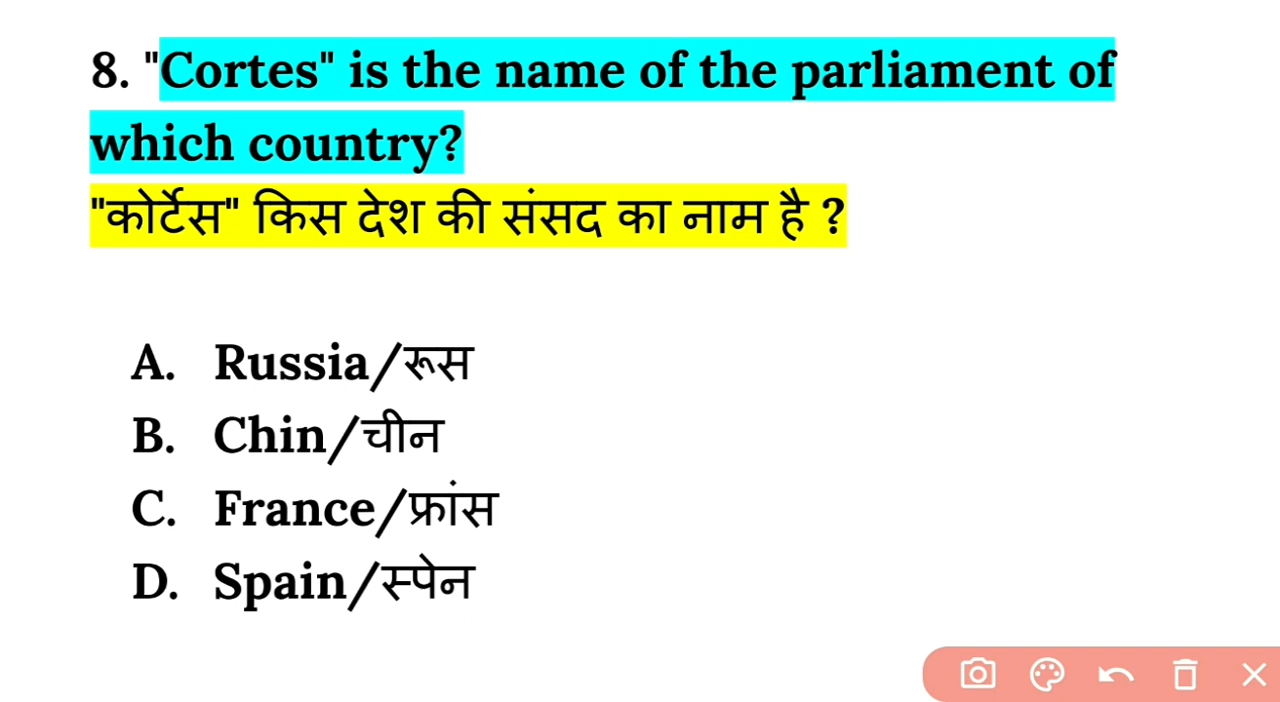 8. "Cortes" is the name of the parliament of
which country?
"कोर्टेस" किस देश की संसद का नाम है ?
A. Russia/रूस
B. Chin/चीन
C. France/फ्रांस
D. Spain/स्पेन